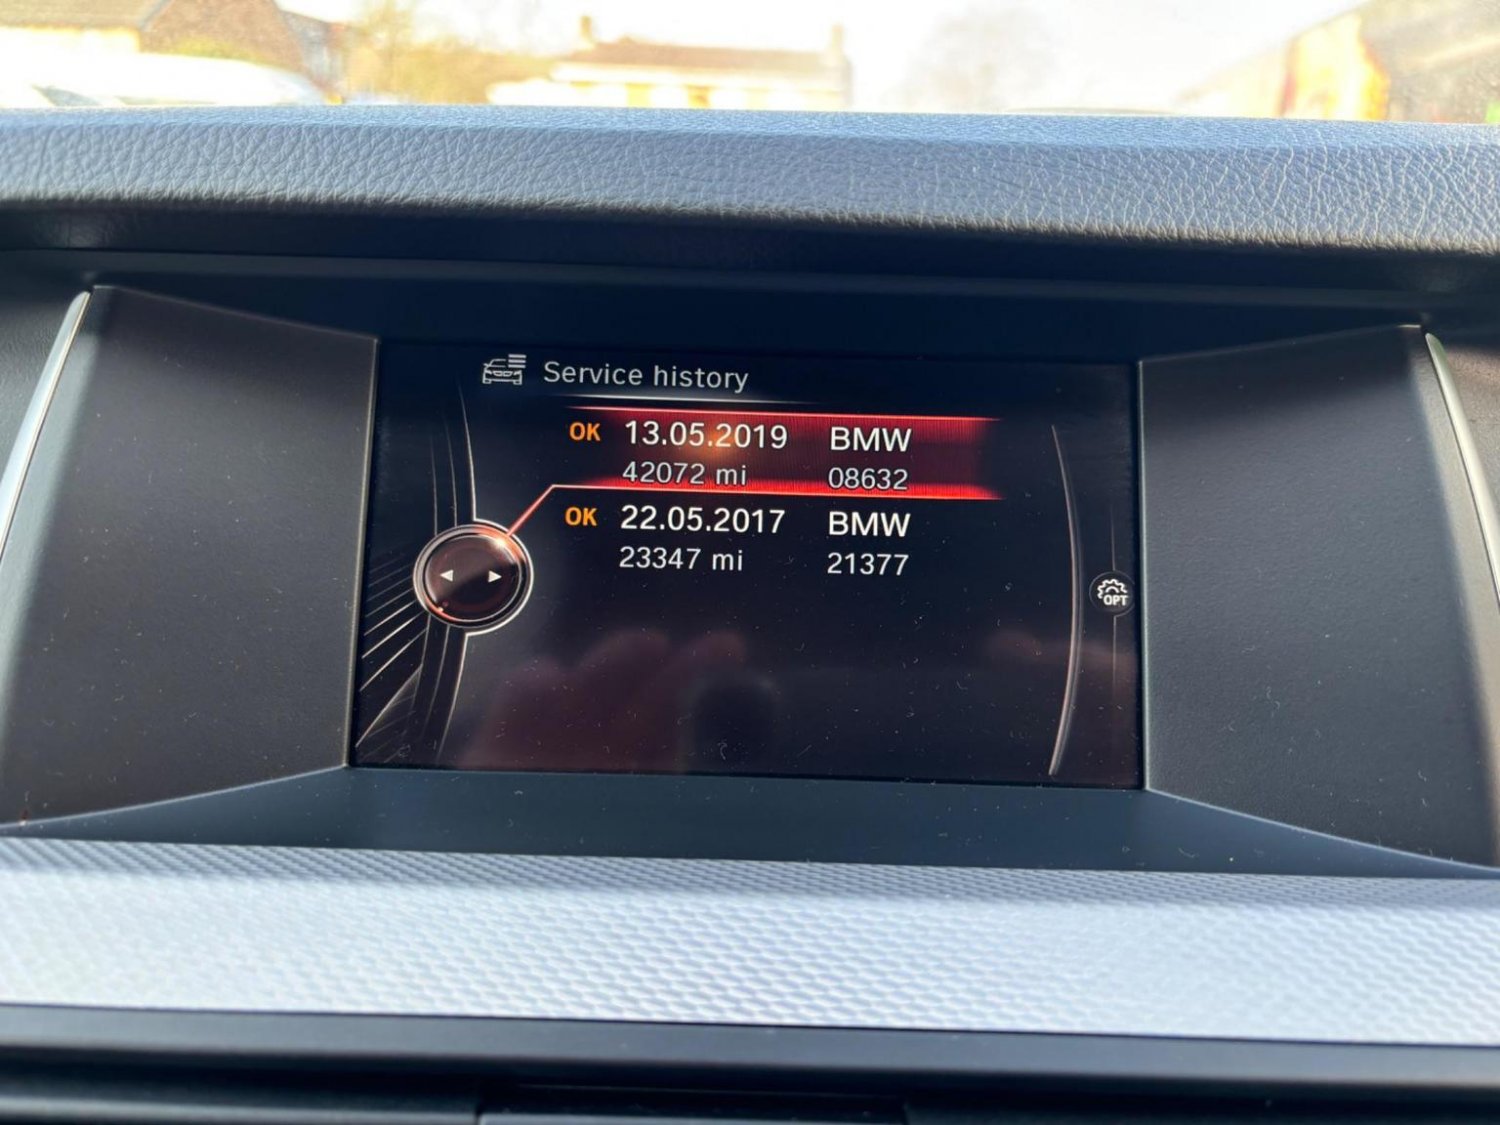 Service history
OK 13.05.2019 BMW
42072 mi 08632
OK 22.05.2017 BMW
23347 mi 21377
OPT